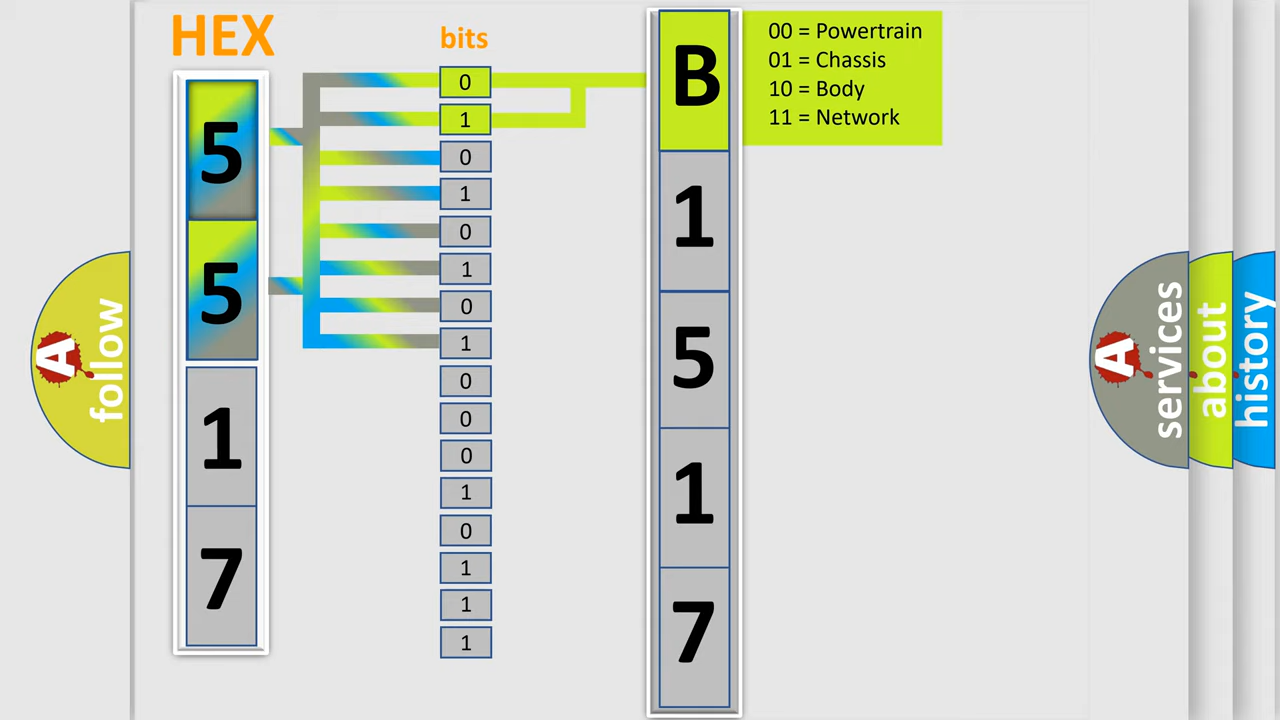 HEX
bits
5
5
1
7
0
1
0
1
0
1
0
1
0
0
0
1
0
1
1
1
B
1
5
1
7
00 = Powertrain
01 = Chassis
10 = Body
11 = Network
A
follow
A
services
about
history